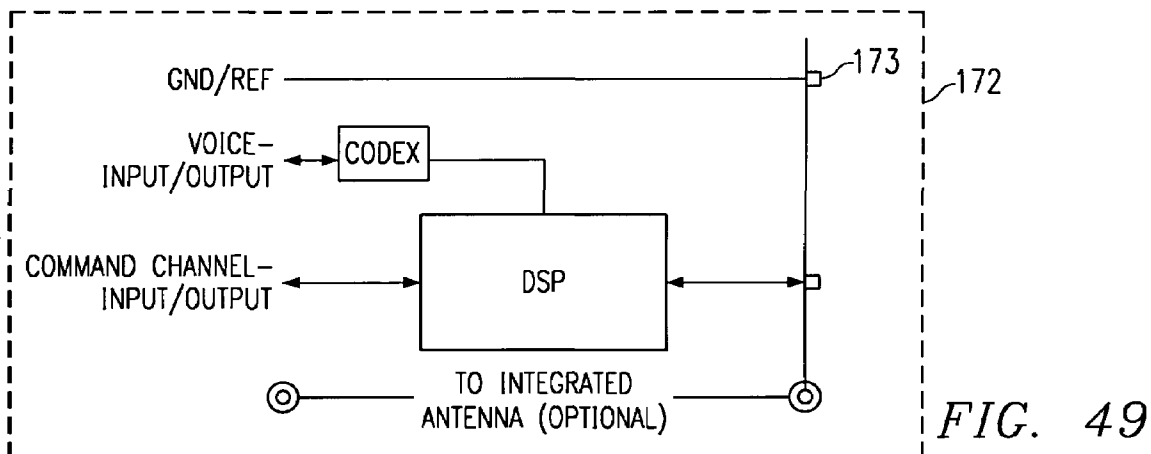 GND/REF
173
172
VOICE-
INPUT/OUTPUT
CODEX
COMMAND CHANNEL-
INPUT/OUTPUT
DSP
TO INTEGRATED
ANTENNA (OPTIONAL)
FIG. 49